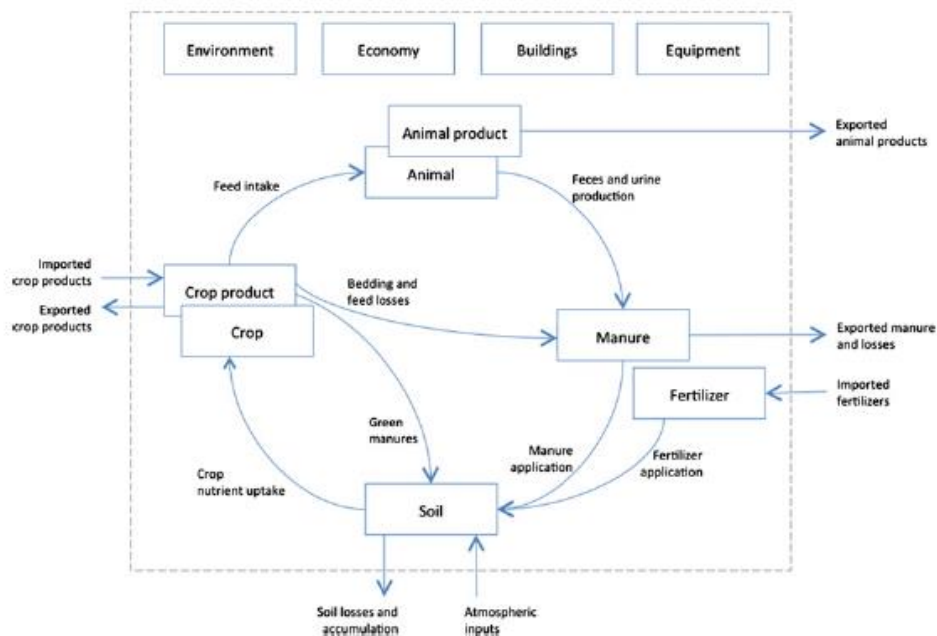 Environment
Economy
Buildings
Equipment
Animal product
Exported
animal products
Animal
Feed intake
Feces and urine
production
Imported
crop products
Crop product
Bedding and
feed losses
Exported
crop products
Crop
Manure
Exported manure
and losses
Fertilizer
Imported
fertilizers
Green
manures
Manure
application
Fertilizer
application
Crop
nutrient uptake
Soil
Soil losses and
accumulation
Atmospheric
inputs